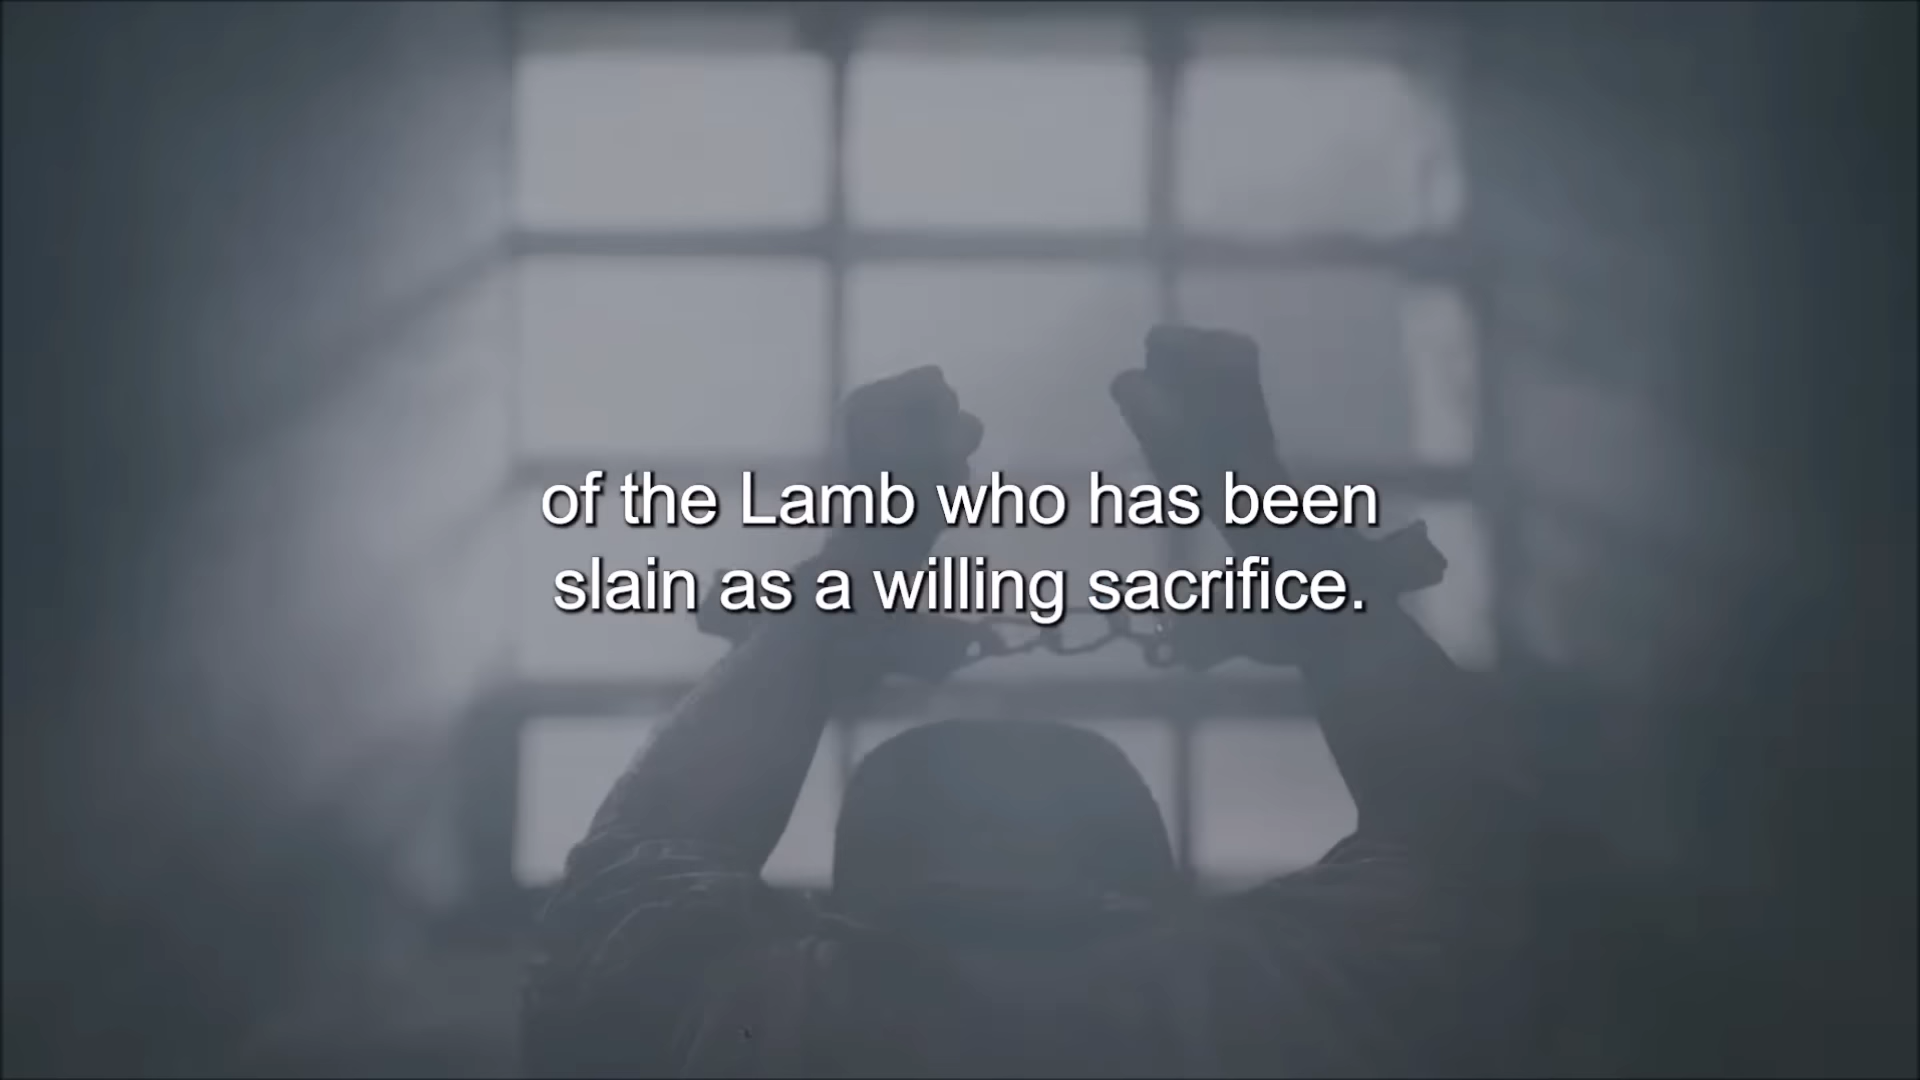 of the Lamb who has been
slain as a willing sacrifice.